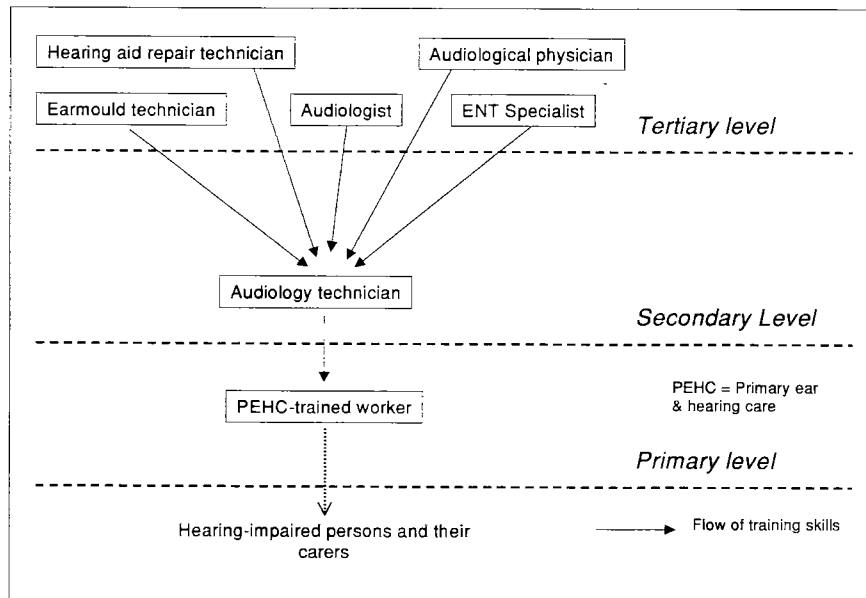 Hearing aid repair technician
Audiological physician
Earmould technician
Audiologist
ENT Specialist
Tertiary level
Audiology technician
Secondary Level
PEHC-trained worker
PEHC = Primary ear
& hearing care
Primary level
Hearing-impaired persons and their
carers
Flow of training skills